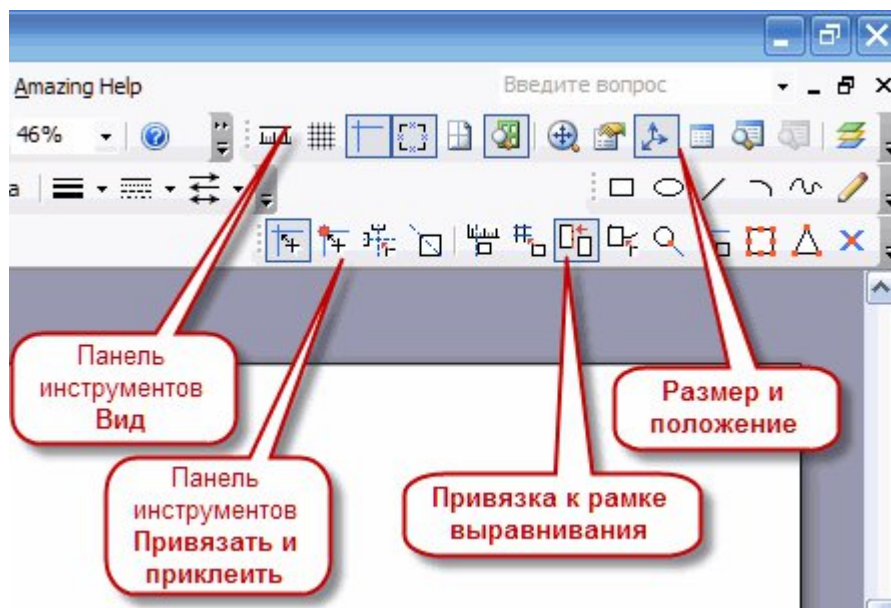 Amazing Help
Введите вопрос
46%
а
Панель
инструментов
Вид
Размер и
положение
Панель
инструментов
Привязать и
приклеить
Привязка к рамке
выравнивания